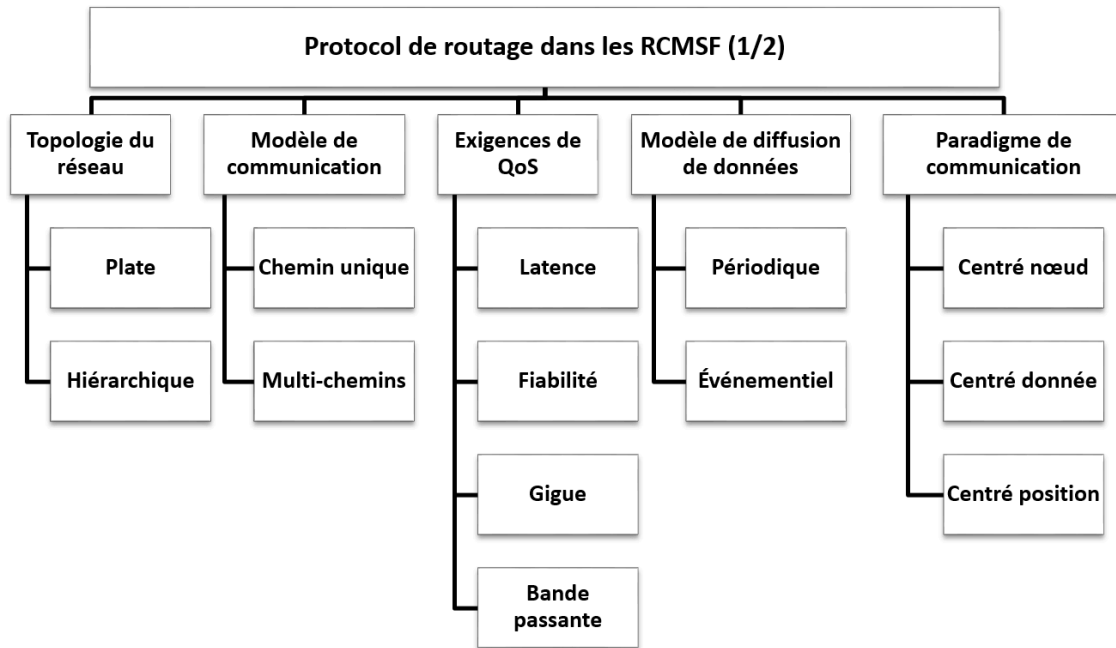 Protocol de routage dans les RCMSF (1/2)
Topologie du
réseau
Plate
Hiérarchique
Modèle de
communication
Chemin unique
Multi-chemins
Exigences de
QoS
Latence
Fiabilité
Gigue
Bande
passante
Modèle de diffusion
de données
Périodique
Événementiel
Paradigme de
communication
Centré nœud
Centré donnée
Centré position